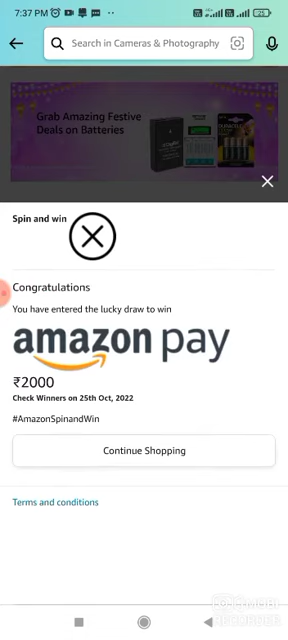 7:37 PM
Search in Cameras & Photography
Grab Amazing Festive
Deals on Batteries
DURACELL
Spin and win
Congratulations
You have entered the lucky draw to win
amazon pay
₹2000
Check Winners on 25th Oct, 2022
#AmazonSpinandWin
Continue Shopping
Terms and conditions
RECORDER